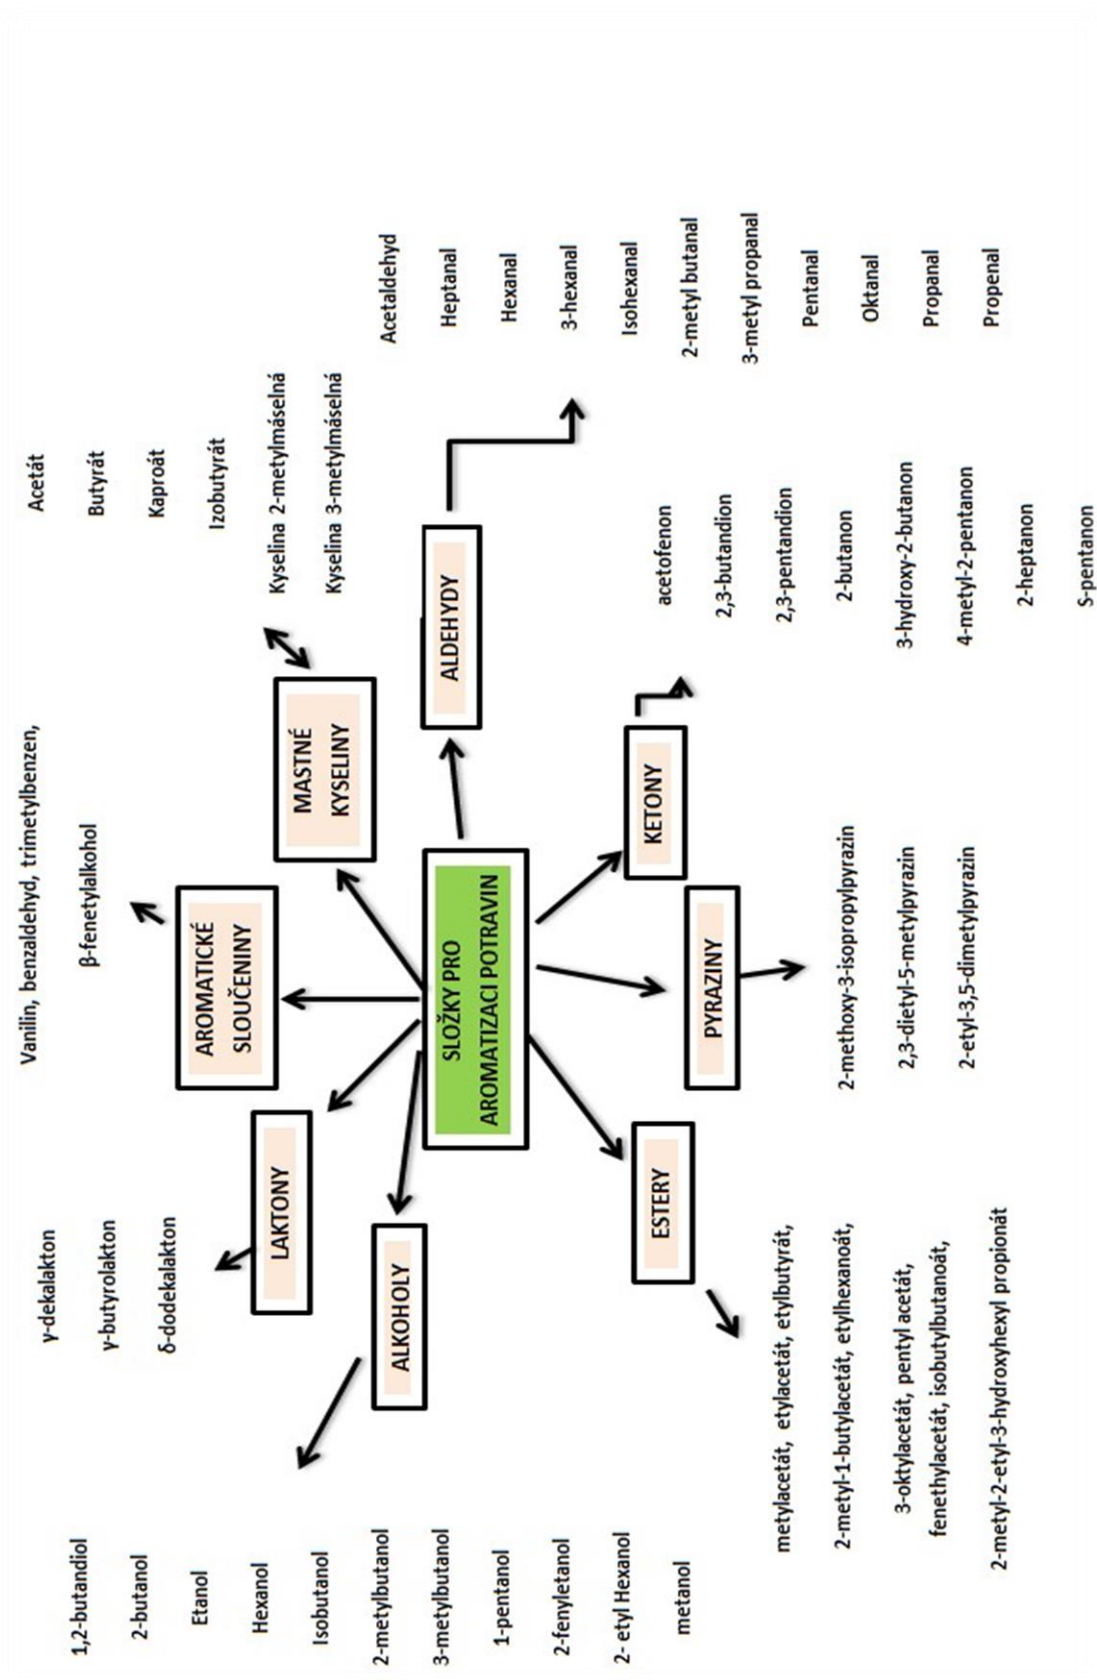 1,2-butandiol
2-butanol
Etanol
Hexanol
Isobutanol
2-metylbutanol
3-metylbutanol
1-pentanol
2-fenyletanol
2- etyl Hexanol
metanol
γ-dekalakton
γ-butyrolakton
δ-dodekalakton
Vanilin, benzaldehyd, trimetylbenzen,
β-fenetylalkohol
Acetát
Butyrát
Kaproát
Izobutyrát
Kyselina 2-metylmáselná
Kyselina 3-metylmáselná
Acetaldehyd
Heptanal
Hexanal
3-hexanal
Isohexanal
2-metyl butanal
3-metyl propanal
Pentanal
Oktanal
Propanal
Propenal
ALKOHOLY
LAKTONY
AROMATICKÉ
SLOUČENINY
MASTNÉ
KYSELINY
ALDEHYDY
SLOŽKY PRO
AROMATIZACI POTRAVIN
ESTERY
PYRAZINY
KETONY
metylacetát, etylacetát, etylbutyrát,
2-metyl-1-butylacetát, etylhexanoát,
3-oktylacetát, pentyl acetát,
fenethylacetát, isobutylbutanoát,
2-metyl-2-etyl-3-hydroxyhexyl propionát
2-methoxy-3-isopropylpyrazin
2,3-dietyl-5-metylpyrazin
2-etyl-3,5-dimetylpyrazin
acetofenon
2,3-butandion
2,3-pentandion
2-butanon
3-hydroxy-2-butanon
4-metyl-2-pentanon
2-heptanon
S-pentanon